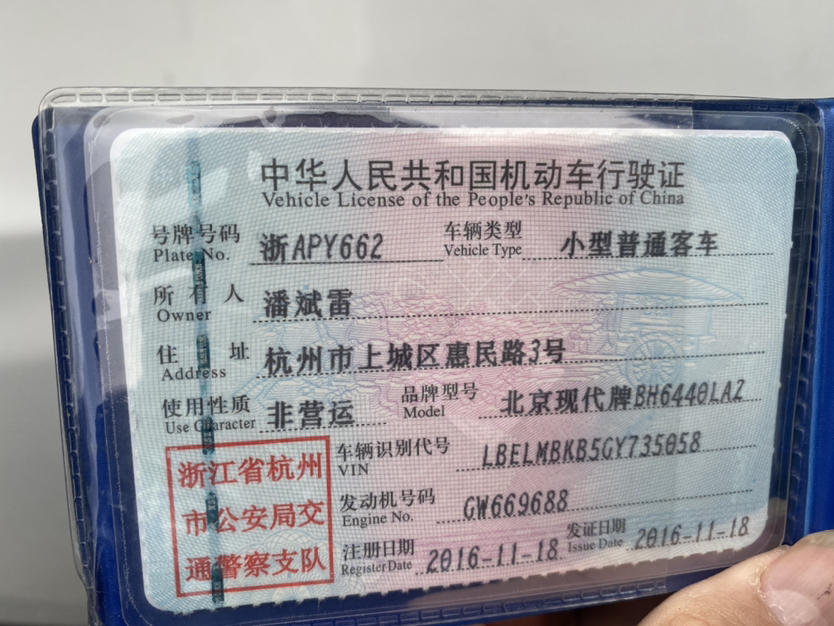 中华人民共和国机动车行驶证
Vehicle License of the People's Republic of China
号牌号码 浙APY662 车辆类型 小型普通客车
Plate No. Vehicle Type
所有人 潘斌雷
Owner
住址 杭州市上城区惠民路3号
Address
使用性质 非营运 品牌型号 北京现代牌BH6440LAZ
Use Character Model
浙江省杭州
市公安局交
通警察支队
车辆识别代号 LBELMBKB5GY735058
VIN
发动机号码 GW669688
Engine No.
注册日期 2016-11-18 发证日期 2016-11-18
Register Date Issue Date